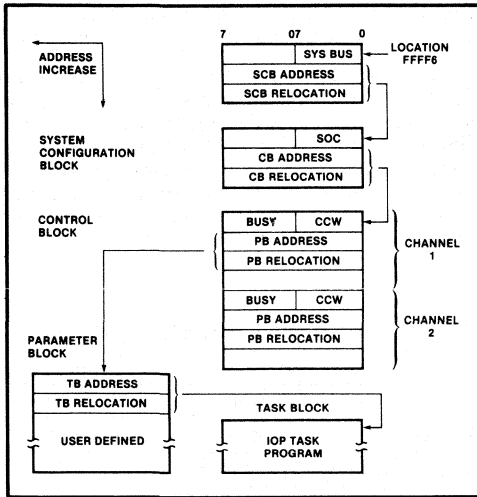 7 07 0
ADDRESS
INCREASE
SYS BUS
LOCATION
FFFF6
SCB ADDRESS
SCB RELOCATION
SYSTEM
CONFIGURATION
BLOCK
SOC
CB ADDRESS
CB RELOCATION
CONTROL
BLOCK
BUSY CCW
PB ADDRESS
PB RELOCATION
CHANNEL
1
BUSY CCW
PB ADDRESS
PB RELOCATION
CHANNEL
2
PARAMETER
BLOCK
TB ADDRESS
TB RELOCATION
USER DEFINED
TASK BLOCK
IOP TASK
PROGRAM